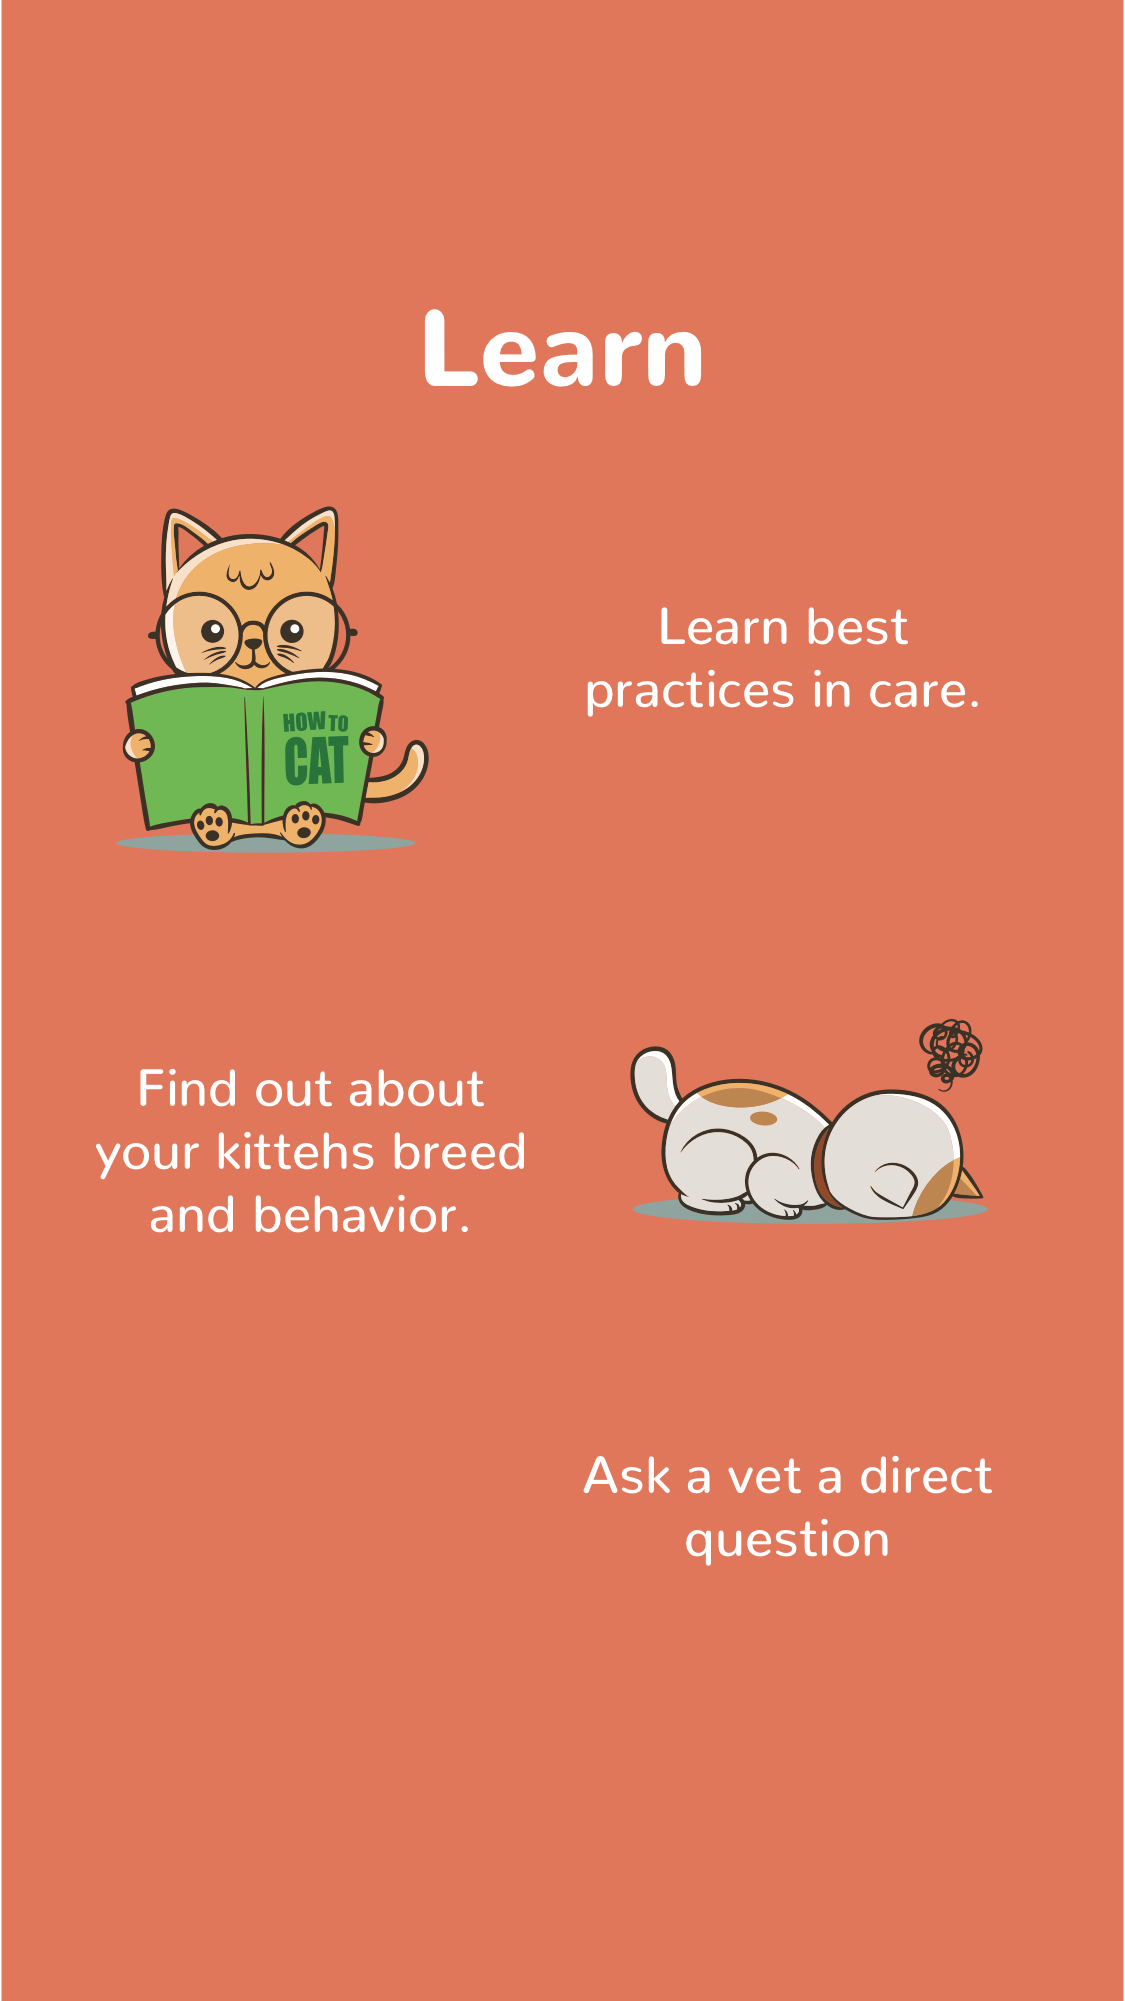 Learn
HOW TO
CAT
Learn best
practices in care.
Find out about
your kittehs breed
and behavior.
Ask a vet a direct
question